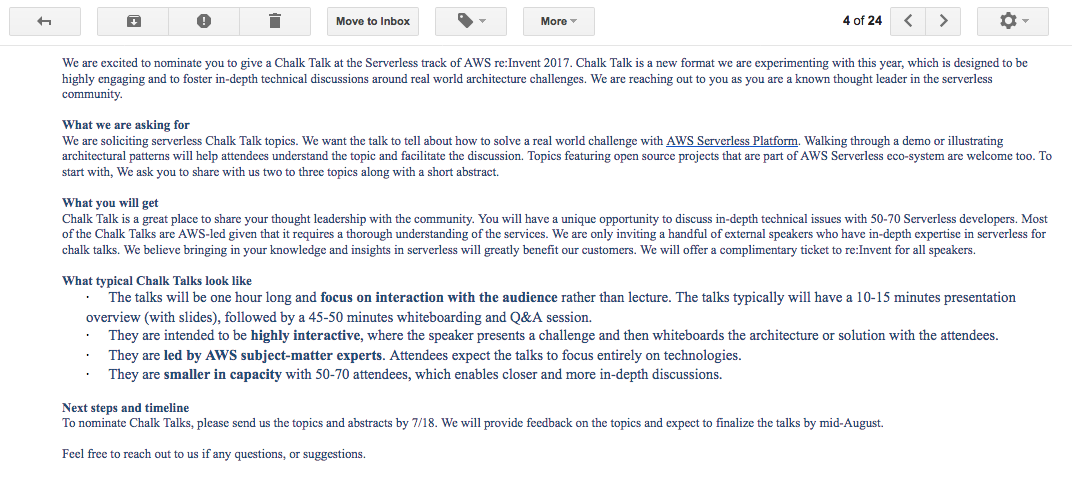 Move to Inbox
More
4 of 24
We are excited to nominate you to give a Chalk Talk at the Serverless track of AWS re:Invent 2017. Chalk Talk is a new format we are experimenting with this year, which is designed to be
highly engaging and to foster in-depth technical discussions around real world architecture challenges. We are reaching out to you as you are a known thought leader in the serverless
community.
What we are asking for
We are soliciting serverless Chalk Talk topics. We want the talk to tell about how to solve a real world challenge with AWS Serverless Platform. Walking through a demo or illustrating
architectural patterns will help attendees understand the topic and facilitate the discussion. Topics featuring open source projects that are part of AWS Serverless eco-system are welcome too. To
start with, We ask you to share with us two to three topics along with a short abstract.
What you will get
Chalk Talk is a great place to share your thought leadership with the community. You will have a unique opportunity to discuss in-depth technical issues with 50-70 Serverless developers. Most
of the Chalk Talks are AWS-led given that it requires a thorough understanding of the services. We are only inviting a handful of external speakers who have in-depth expertise in serverless for
chalk talks. We believe bringing in your knowledge and insights in serverless will greatly benefit our customers. We will offer a complimentary ticket to re:Invent for all speakers.
What typical Chalk Talks look like
· The talks will be one hour long and focus on interaction with the audience rather than lecture. The talks typically will have a 10-15 minutes presentation
overview (with slides), followed by a 45-50 minutes whiteboarding and Q&A session.
· They are intended to be highly interactive, where the speaker presents a challenge and then whiteboards the architecture or solution with the attendees.
· They are led by AWS subject-matter experts. Attendees expect the talks to focus entirely on technologies.
· They are smaller in capacity with 50-70 attendees, which enables closer and more in-depth discussions.
Next steps and timeline
To nominate Chalk Talks, please send us the topics and abstracts by 7/18. We will provide feedback on the topics and expect to finalize the talks by mid-August.
Feel free to reach out to us if any questions, or suggestions.